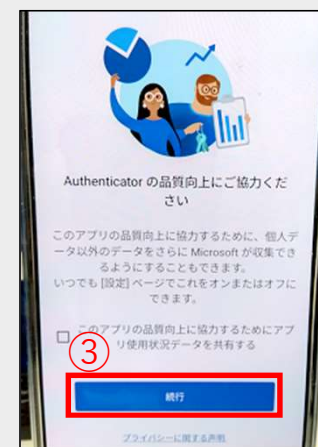 Authenticator の品質向上にご協力くだ
さい
このアプリの品質向上に協力するために、個人デ
ータ以外のデータをさらに Microsoft が収集でき
るようにすることもできます。
いつでも [設定] ページでこれをオンまたはオフに
できます。
このアプリの品質向上に協力するためにアプ
リ使用状況データを共有する
③
続行
プライバシーに関する声明